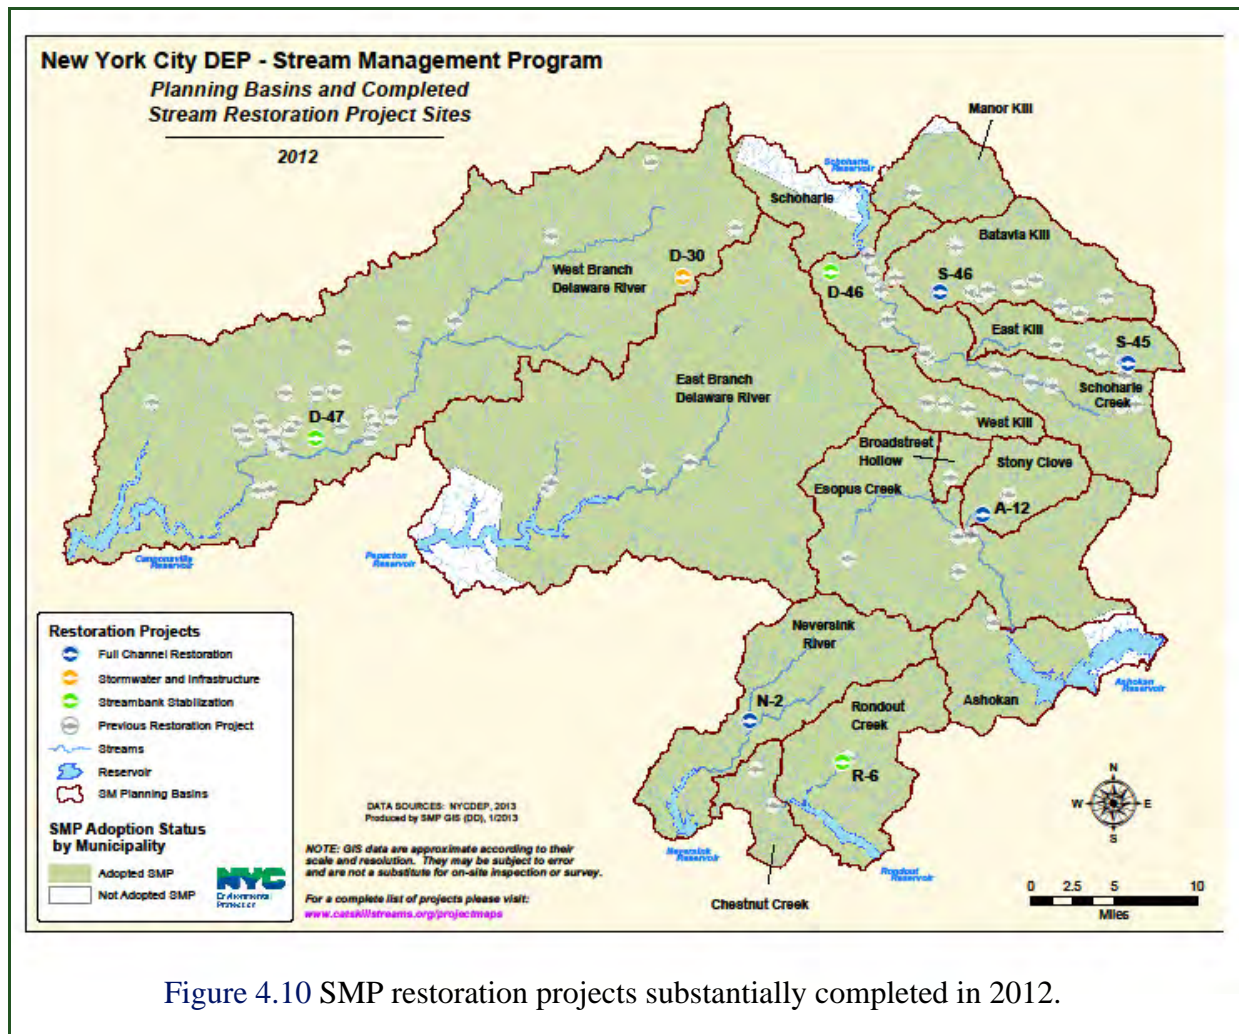 New York City DEP - Stream Management Program
Planning Basins and Completed
Stream Restoration Project Sites
2012
Manor Kill
Schoharie
Reservoir
Schoharie
Batavia Kill
D-30
West Branch
Delaware River
D-46
S-46
East Kill
S-45
East Branch
Delaware River
Schoharie
Creek
D-47
West Kill
Broadstreet
Hollow
Stony Clove
Esopus Creek
A-12
Cannonsville
Reservoir
Pepacton
Reservoir
Neversink
River
Ashokan
Reservoir
N-2
Rondout
Creek
Ashokan
R-6
Neversink
Reservoir
Rondout
Reservoir
Chestnut Creek
Restoration Projects
Full Channel Restoration
Stormwater and Infrastructure
Streambank Stabilization
Previous Restoration Project
Streams
Reservoir
SM Planning Basins
SMP Adoption Status
by Municipality
Adopted SMP
Not Adopted SMP
NYC
Environmental
Protection
DATA SOURCES: NYCDEP, 2013
Produced by SMP GIS (DD), 1/2013
NOTE: GIS data are approximate according to their
scale and resolution. They may be subject to error
and are not a substitute for on-site inspection or survey.
For a complete list of projects please visit:
www.catskillstreams.org/projectmaps
N
W E
S
0 2.5 5 10
Miles
Figure 4.10 SMP restoration projects substantially completed in 2012.